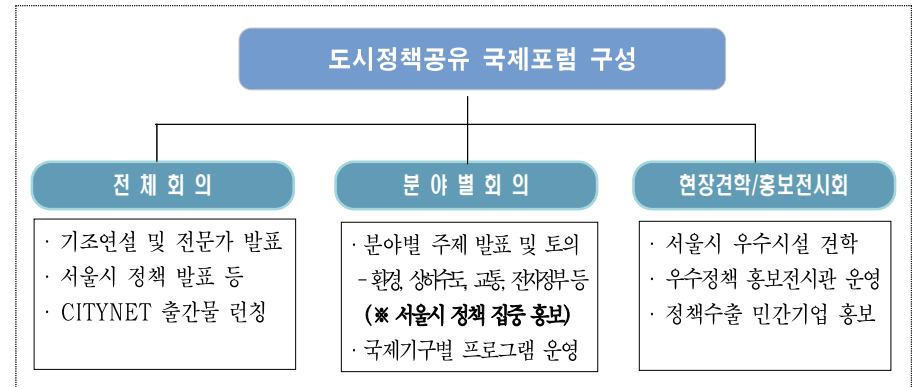 도시정책공유 국제포럼 구성
전체회의
· 기조연설 및 전문가 발표
· 서울시 정책 발표 등
· CITYNET 출간물 런칭
분야별회의
· 분야별 주제 발표 및 토의
- 환경, 상하수도, 교통, 전자정부 등
(※ 서울시 정책 집중 홍보)
· 국제기구별 프로그램 운영
현장견학/홍보전시회
· 서울시 우수시설 견학
· 우수정책 홍보전시관 운영
· 정책수출 민간기업 홍보